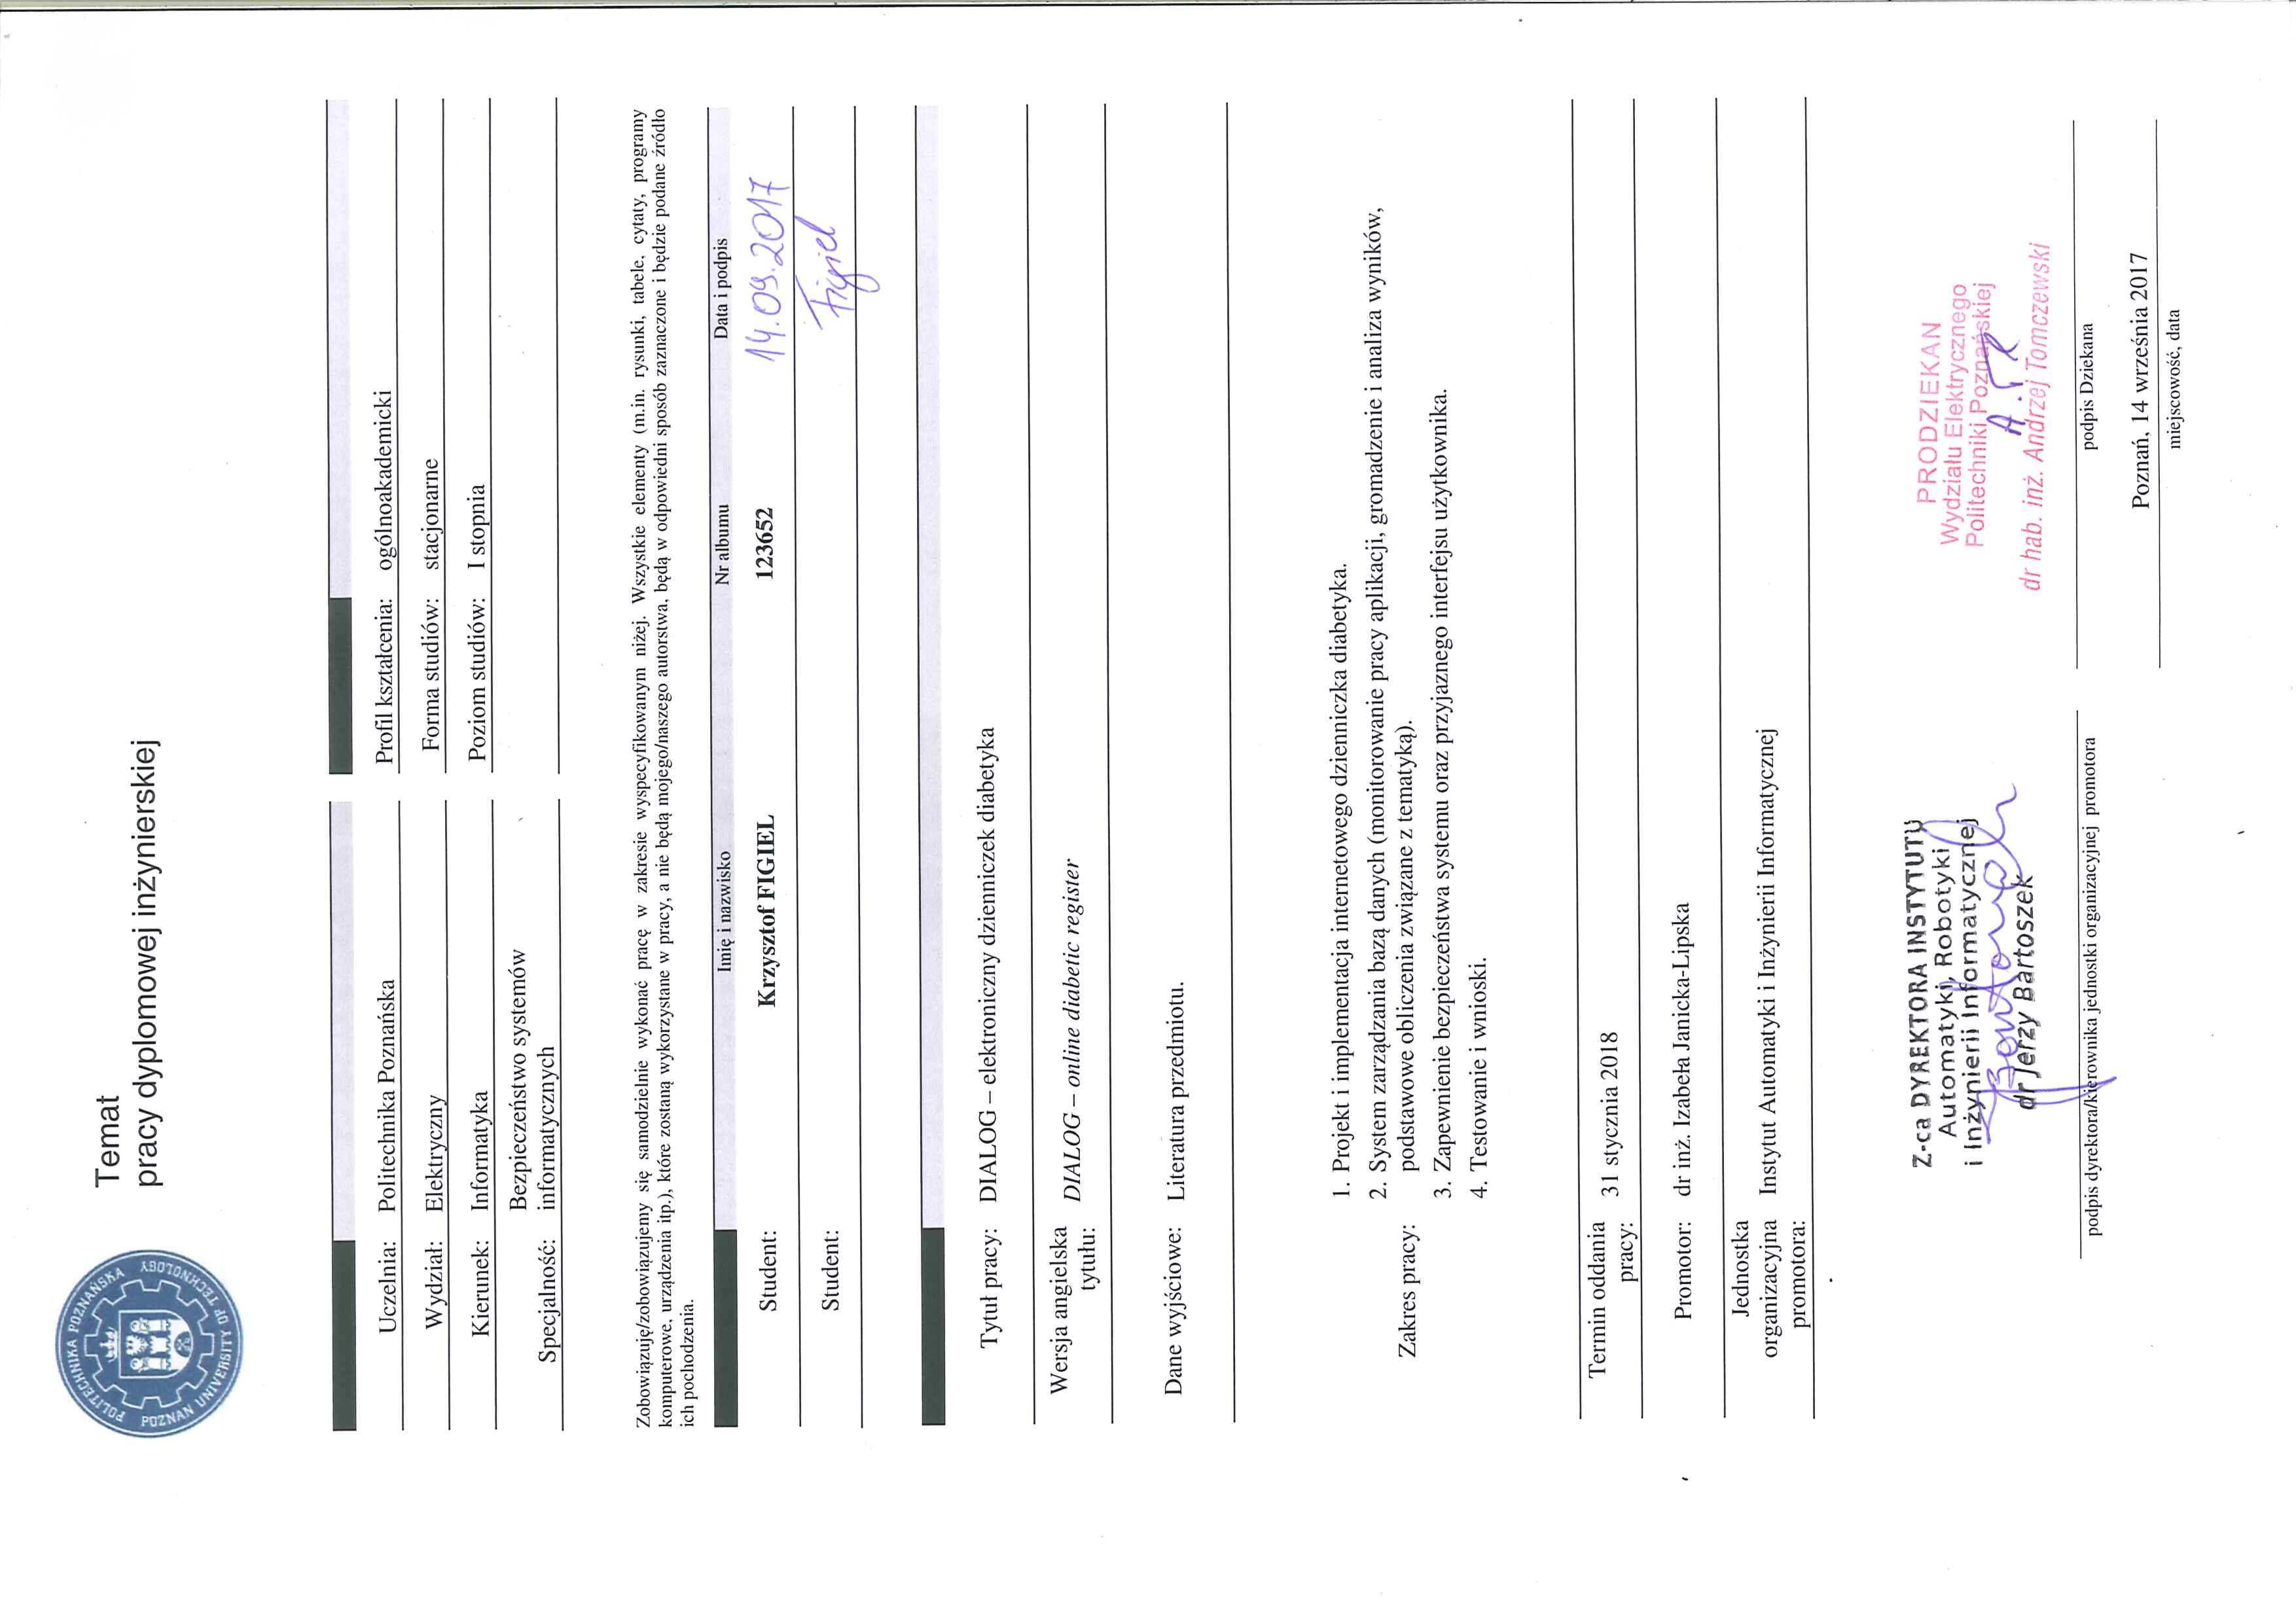 POLITECHNIKA POZNAŃSKA
POZNAN UNIVERSITY OF TECHNOLOGY
Temat
pracy dyplomowej inżynierskiej
Uczelnia: Politechnika Poznańska
Wydział: Elektryczny
Kierunek: Informatyka
Bezpieczeństwo systemów
Specjalność: informatycznych
Profil kształcenia: ogólnoakademicki
Forma studiów: stacjonarne
Poziom studiów: I stopnia
Zobowiązuję/zobowiązujemy się samodzielnie wykonać pracę w zakresie wyspecyfikowanym niżej. Wszystkie elementy (m.in. rysunki, tabele, cytaty, programy
komputerowe, urządzenia itp.), które zostaną wykorzystane w pracy, a nie będą mojego/naszego autorstwa, będą w odpowiedni sposób zaznaczone i będzie podane źródło
ich pochodzenia.
Imię i nazwisko Nr albumu Data i podpis
Student: Krzysztof FIGIEL 123652 14.09.2017
Student: Figiel
Tytuł pracy: DIALOG – elektroniczny dzienniczek diabetyka
Wersja angielska
tytułu: DIALOG – online diabetic register
Dane wyjściowe: Literatura przedmiotu.
Zakres pracy:
1. Projekt i implementacja internetowego dzienniczka diabetyka.
2. System zarządzania bazą danych (monitorowanie pracy aplikacji, gromadzenie i analiza wyników,
podstawowe obliczenia związane z tematyką).
3. Zapewnienie bezpieczeństwa systemu oraz przyjaznego interfejsu użytkownika.
4. Testowanie i wnioski.
Termin oddania
pracy: 31 stycznia 2018
Promotor: dr inż. Izabela Janicka-Lipska
Jednostka
organizacyjna Instytut Automatyki i Inżynierii Informatycznej
promotora:
Z-ca DYREKTORA INSTYTUTU
Automatyki, Robotyki
i Inżynierii Informatycznej
dr Jerzy Bartoszek
podpis dyrektora/kierownika jednostki organizacyjnej promotora
PRODZIEKAN
Wydziału Elektrycznego
Politechniki Poznańskiej
dr hab. inż. Andrzej Tomczewski
podpis Dziekana
Poznań, 14 września 2017
miejscowość, data